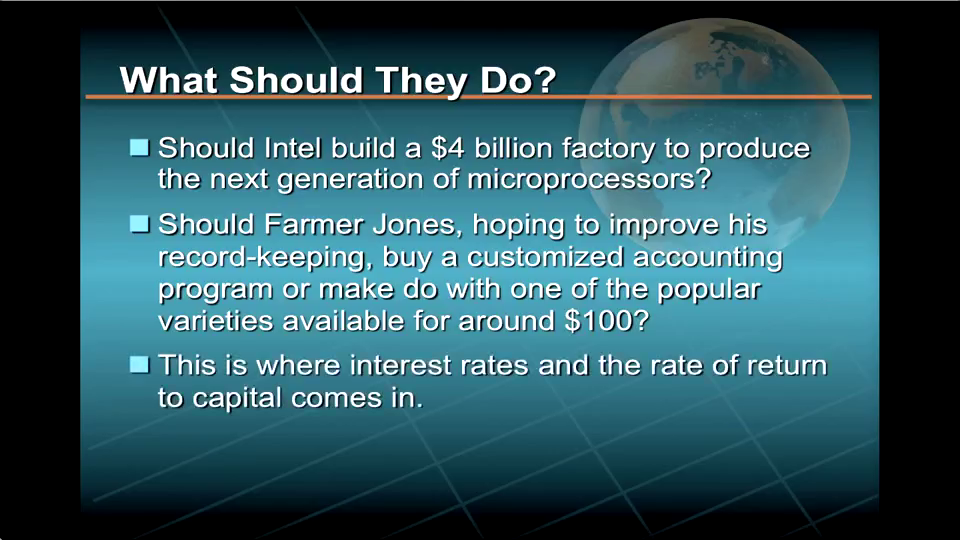 What Should They Do?
Should Intel build a $4 billion factory to produce
the next generation of microprocessors?
Should Farmer Jones, hoping to improve his
record-keeping, buy a customized accounting
program or make do with one of the popular
varieties available for around $100?
This is where interest rates and the rate of return
to capital comes in.